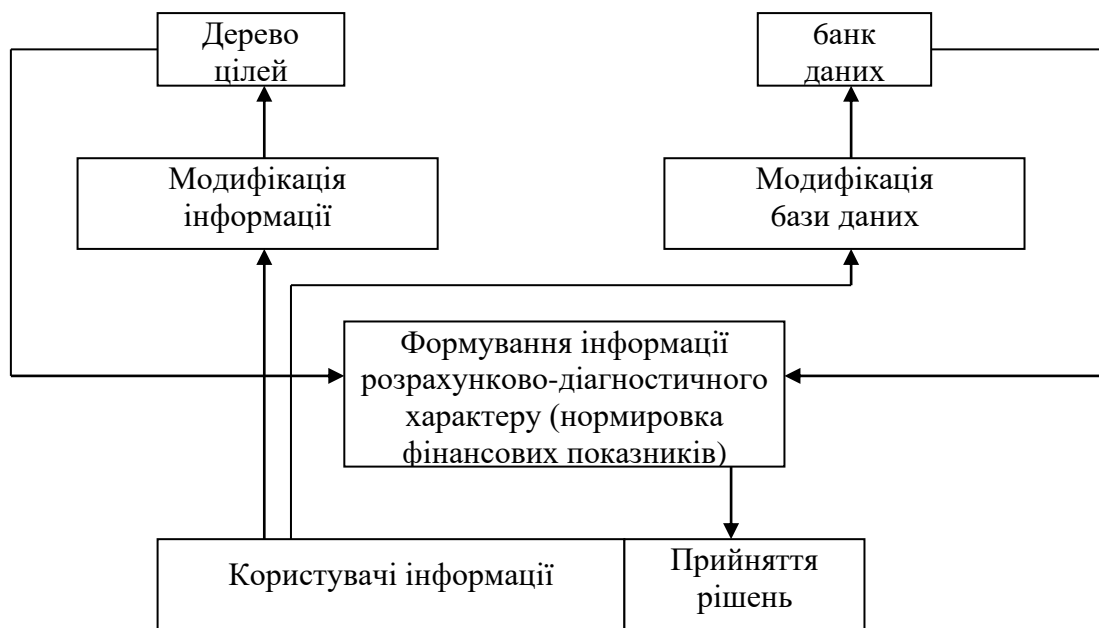 Дерево
цілей
банк
даних
Модифікація
інформації
Модифікація
бази даних
Формування інформації
розрахунково-діагностичного
характеру (нормировка
фінансових показників)
Користувачі інформації
Прийняття
рішень